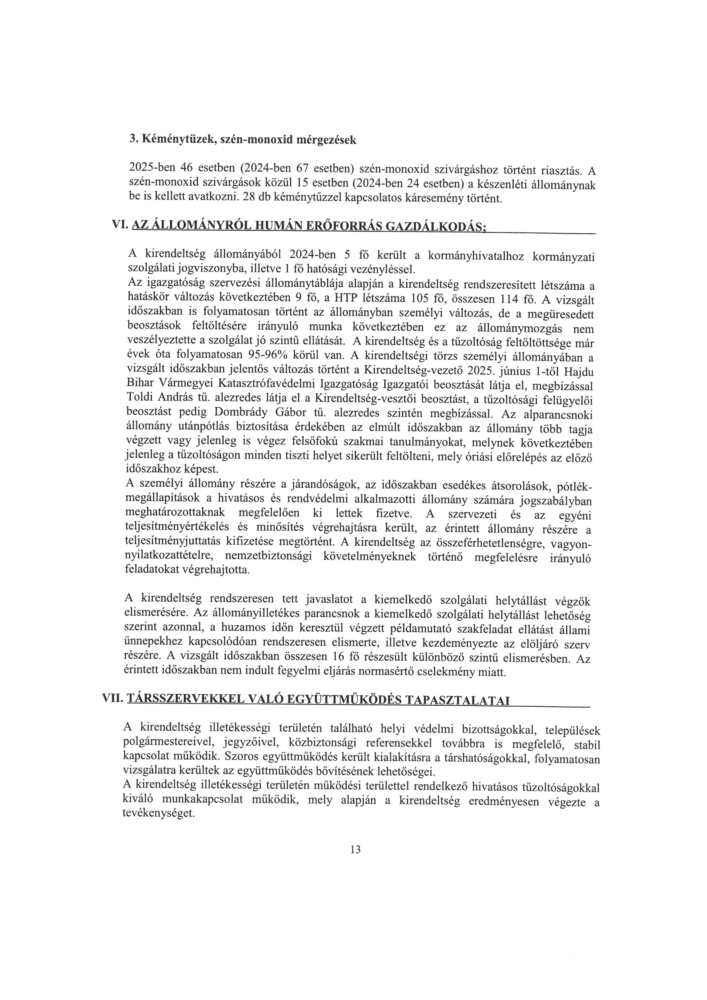 3. Kéménytüzek, szén-monoxid mérgezések
2025-ben 46 esetben (2024-ben 67 esetben) szén-monoxid szivárgáshoz történt riasztás. A
szén-monoxid szivárgások közül 15 esetben (2024-ben 24 esetben) a készenléti állománynak
be is kellett avatkozni. 28 db kéménytűzzel kapcsolatos káresemény történt.
VI. AZ ÁLLOMÁNYRÓL HUMÁN ERŐFORRÁS GAZDÁLKODÁS;
A kirendeltség állományából 2024-ben 5 fő került a kormányhivatalhoz kormányzati
szolgálati jogviszonyba, illetve 1 fő hatósági vezényléssel.
Az igazgatóság szervezési állománytáblája alapján a kirendeltség rendszeresített létszáma a
hatáskör változás következtében 9 fő, a HTP létszáma 105 fő, összesen 114 fő. A vizsgált
időszakban is folyamatosan történt az állományban személyi változás, de a megüresedett
beosztások feltöltésére irányuló munka következtében ez az állománymozgás nem
veszélyeztette a szolgálat jó szintű ellátását. A kirendeltség és a tűzoltóság feltöltöttsége már
évek óta folyamatosan 95-96% körül van. A kirendeltségi törzs személyi állományában a
vizsgált időszakban jelentős változás történt a Kirendeltség-vezető 2025. június 1-től Hajdu
Bihar Vármegyei Katasztrófavédelmi Igazgatóság Igazgatói beosztását látja el, megbízással
Toldi András tű. alezredes látja el a Kirendeltség-vesztői beosztást, a tűzoltósági felügyelői
beosztást pedig Dombrády Gábor tű. alezredes szintén megbízással. Az alparancsnoki
állomány utánpótlás biztosítása érdekében az elmúlt időszakban az állomány több tagja
végzett vagy jelenleg is végez felsőfokú szakmai tanulmányokat, melynek következtében
jelenleg a tűzoltóságon minden tiszti helyet sikerült feltölteni, mely óriási előrelépés az előző
időszakhoz képest.
A személyi állomány részére a járandóságok, az időszakban esedékes átsorolások, pótlék-
megállapítások a hivatásos és rendvédelmi alkalmazotti állomány számára jogszabályban
meghatározottaknak megfelelően ki lettek fizetve. A szervezeti és az egyéni
teljesítményértékelés és minősítés végrehajtásra került, az érintett állomány részére a
teljesítményjuttatás kifizetése megtörtént. A kirendeltség az összeférhetetlenségre, vagyon-
nyilatkozattételre, nemzetbiztonsági követelményeknek történő megfelelésre irányuló
feladatokat végrehajtotta.
A kirendeltség rendszeresen tett javaslatot a kiemelkedő szolgálati helytállást végzők
elismerésére. Az állományilletékes parancsnok a kiemelkedő szolgálati helytállást lehetőség
szerint azonnal, a huzamos időn keresztül végzett példamutató szakfeladat ellátást állami
ünnepekhez kapcsolódóan rendszeresen elismerte, illetve kezdeményezte az elöljáró szerv
részére. A vizsgált időszakban összesen 16 fő részesült különböző szintű elismerésben. Az
érintett időszakban nem indult fegyelmi eljárás normasértő cselekmény miatt.
VII. TÁRSSZERVEKKEL VALÓ EGYÜTTMŰKÖDÉS TAPASZTALATAI
A kirendeltség illetékességi területén található helyi védelmi bizottságokkal, települések
polgármestereivel, jegyzőivel, közbiztonsági referensekkel továbbra is megfelelő, stabil
kapcsolat működik. Szoros együttműködés került kialakításra a társhatóságokkal, folyamatosan
vizsgálatra kerültek az együttműködés bővítésének lehetőségei.
A kirendeltség illetékességi területén működési területtel rendelkező hivatásos tűzoltóságokkal
kiváló munkakapcsolat működik, mely alapján a kirendeltség eredményesen végezte a
tevékenységet.
13